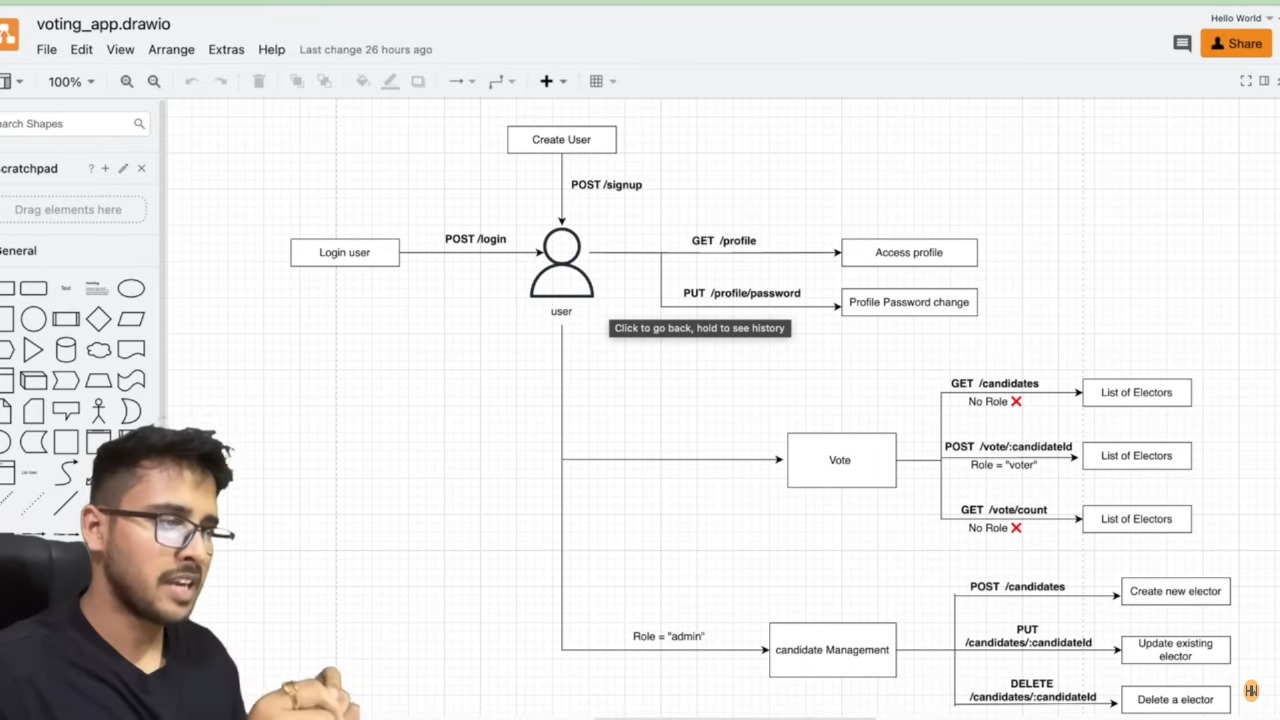 voting_app.drawio
Hello World
File Edit View Arrange Extras Help Last change 26 hours ago
Share
100%
arch Shapes
cratchpad ?
Drag elements here
eneral
Text
Heading
List Item
Create User
POST /signup
Login user
POST /login
user
GET /profile
Access profile
PUT /profile/password
Profile Password change
Click to go back, hold to see history
Vote
GET /candidates
No Role ❌
List of Electors
POST /vote/:candidateId
Role = "voter"
List of Electors
GET /vote/count
No Role ❌
List of Electors
Role = "admin"
candidate Management
POST /candidates
Create new elector
PUT
/candidates/:candidateId
Update existing
elector
DELETE
/candidates/:candidateId
Delete a elector
HW